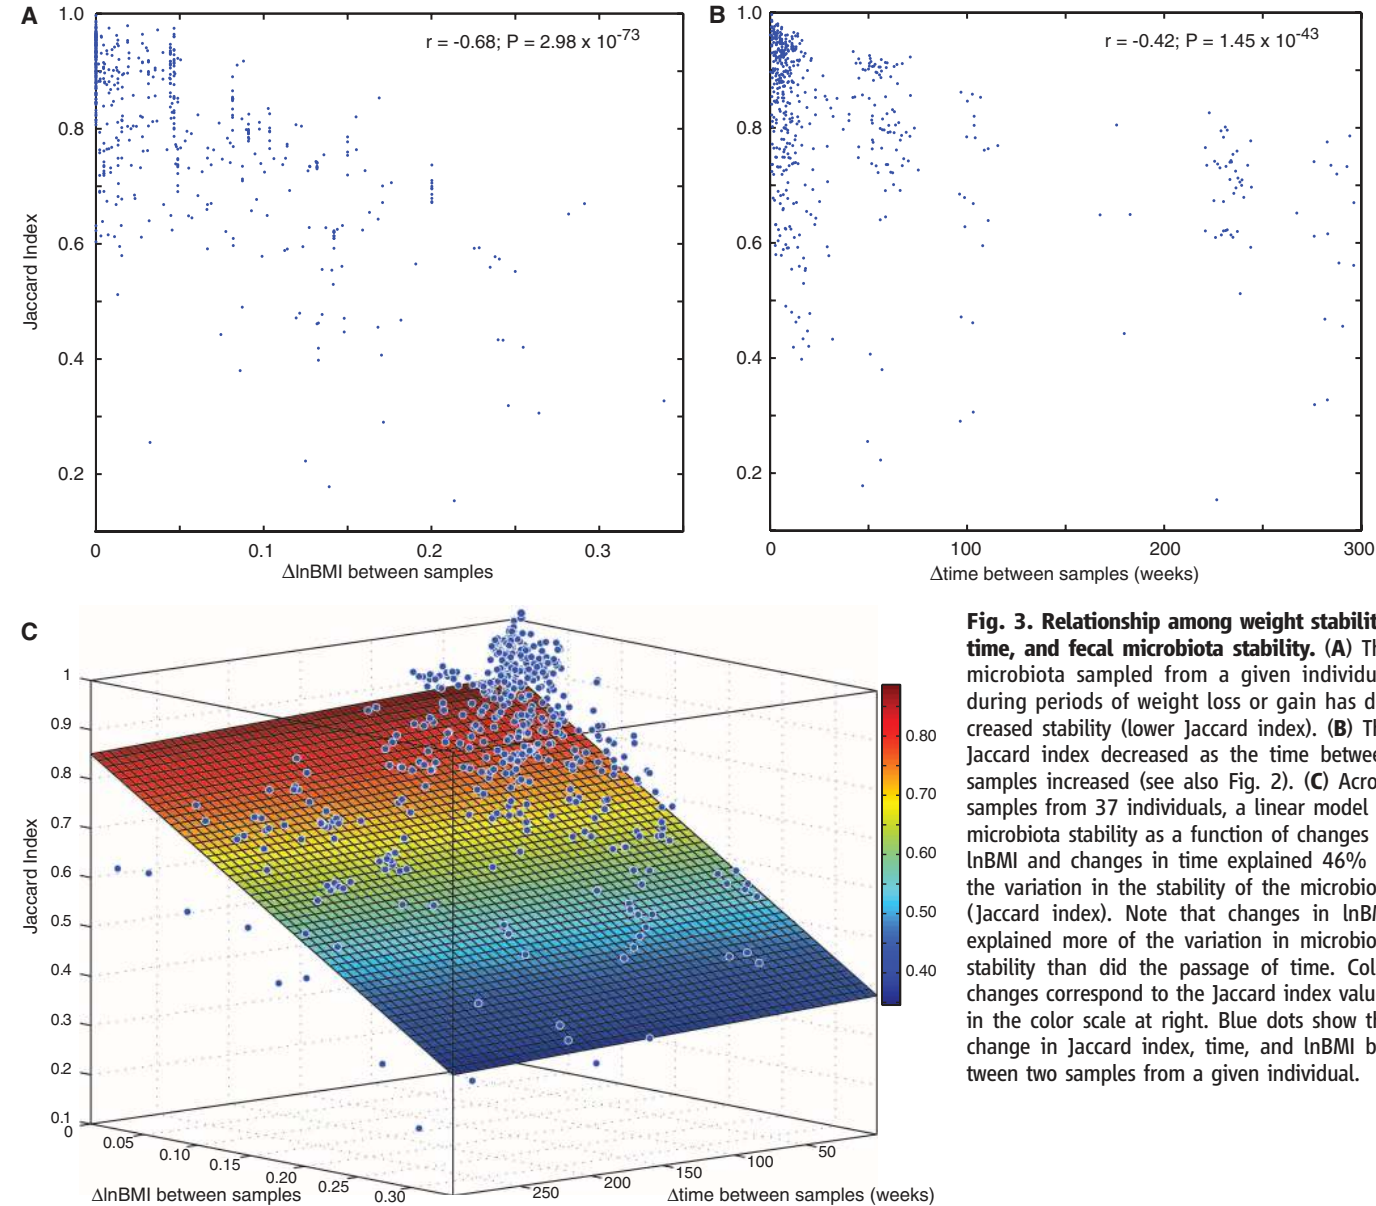 A
r = -0.68; P = 2.98 x 10-73
1.0
0.8
0.6
0.4
0.2
Jaccard Index
0
0.1
0.2
0.3
ΔlnBMI between samples
B
r = -0.42; P = 1.45 x 10-43
1.0
0.8
0.6
0.4
0.2
0
100
200
300
Δtime between samples (weeks)
C
1
0.9
0.8
0.7
0.6
0.5
0.4
0.3
0.2
0.1
Jaccard Index
0
0.05
0.10
0.15
0.20
0.25
0.30
ΔlnBMI between samples
250
200
150
100
50
Δtime between samples (weeks)
0.80
0.70
0.60
0.50
0.40
Fig. 3. Relationship among weight stabilit
time, and fecal microbiota stability. (A) Th
microbiota sampled from a given individu
during periods of weight loss or gain has d
creased stability (lower Jaccard index). (B) Th
Jaccard index decreased as the time betwee
samples increased (see also Fig. 2). (C) Acro
samples from 37 individuals, a linear model
microbiota stability as a function of changes
lnBMI and changes in time explained 46%
the variation in the stability of the microbio
(Jaccard index). Note that changes in lnBM
explained more of the variation in microbio
stability than did the passage of time. Col
changes correspond to the Jaccard index valu
in the color scale at right. Blue dots show th
change in Jaccard index, time, and lnBMI b
tween two samples from a given individual.